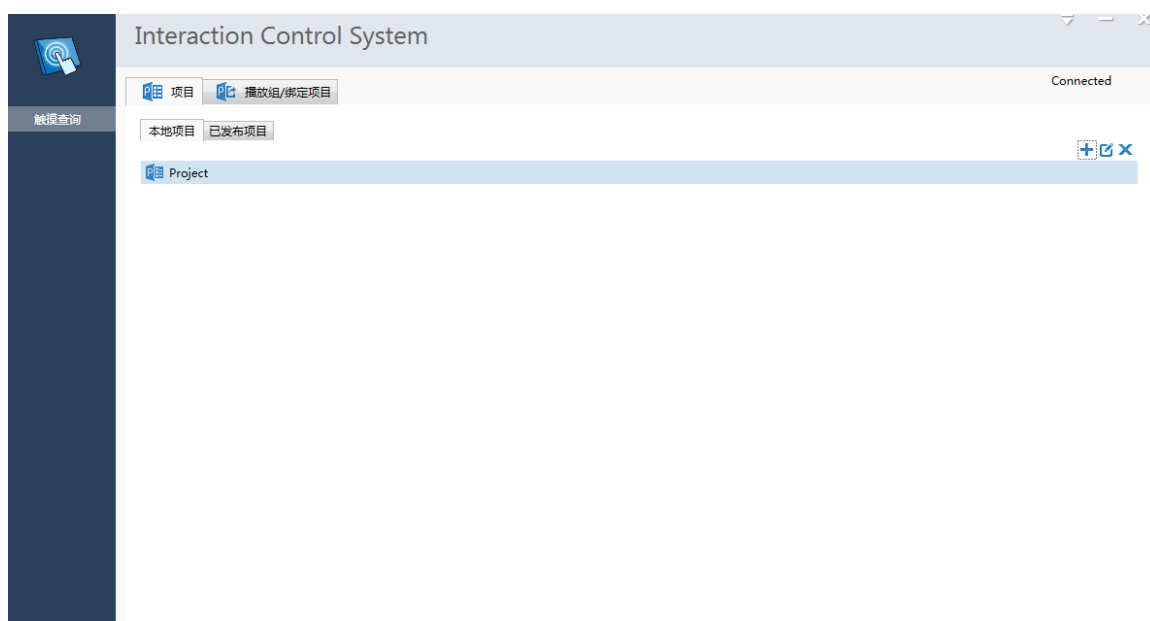 Interaction Control System
Connected
项目 播放组/绑定项目
触摸查询
本地项目 已发布项目
Project